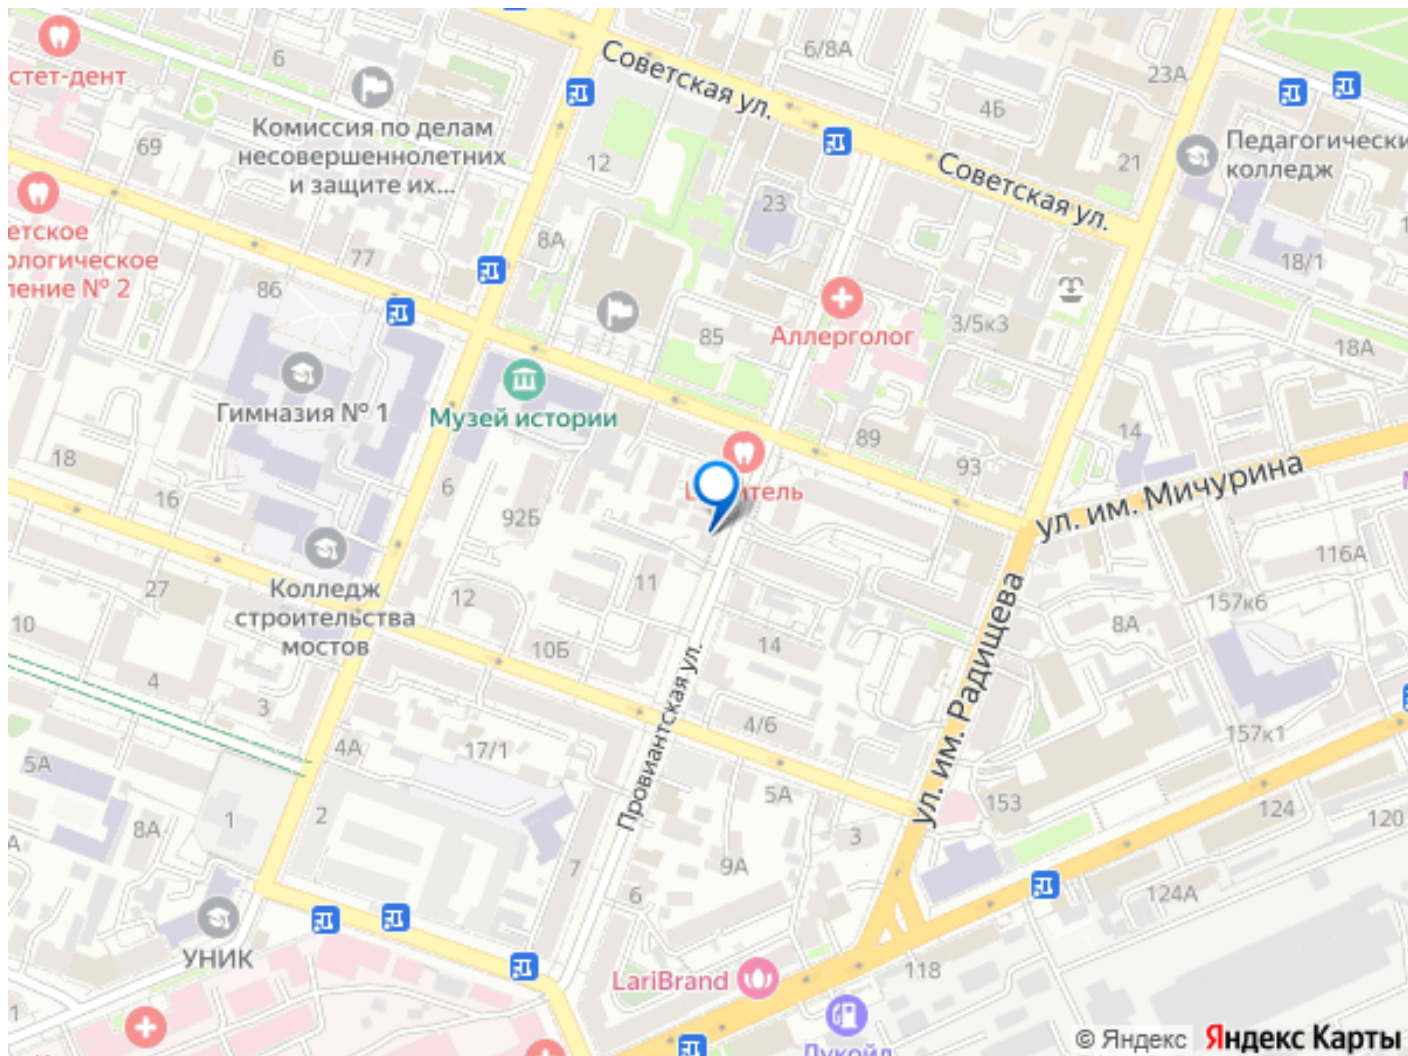 стет-дент
6
Комиссия по делам
несовершеннолетних
и защите их...
69
77
етское
ологическое
ление № 2
86
Гимназия № 1
Музей истории
Советская ул.
6/8А
4Б
23А
12
23
8А
21
Советская ул.
Педагогически
колледж
18/1
85
Аллерголог
3/5к3
18А
89
93
14
ул. им. Мичурина
18
16
6
92Б
тель
116А
27
Колледж
строительства
мостов
12
11
10Б
14
157к6
8А
10
4
3
4А
17/1
4/6
Провиантская ул.
ул. им. Радищева
157к1
5А
5А
153
124
120
8А
1
2
7
3
9А
6
124А
УНИК
LariBrand
118
Лукойл
1
А
© Яндекс Яндекс Карты